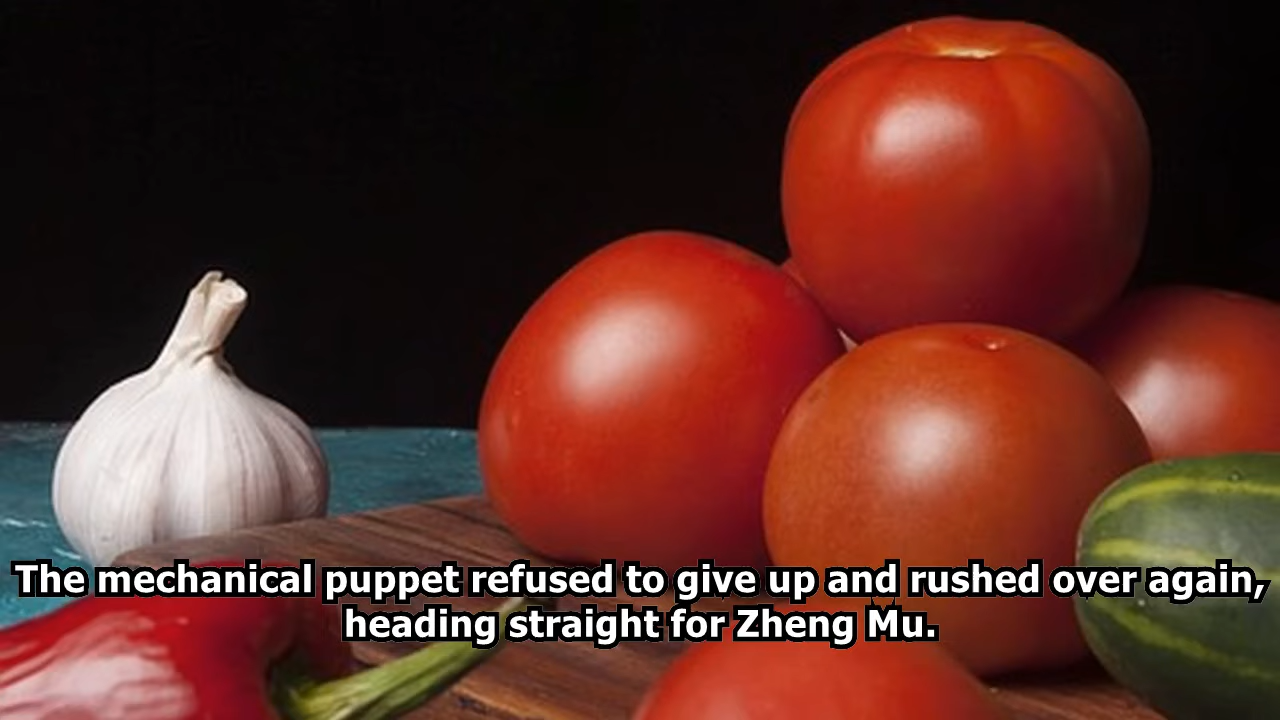 The mechanical puppet refused to give up and rushed over again,
heading straight for Zheng Mu.